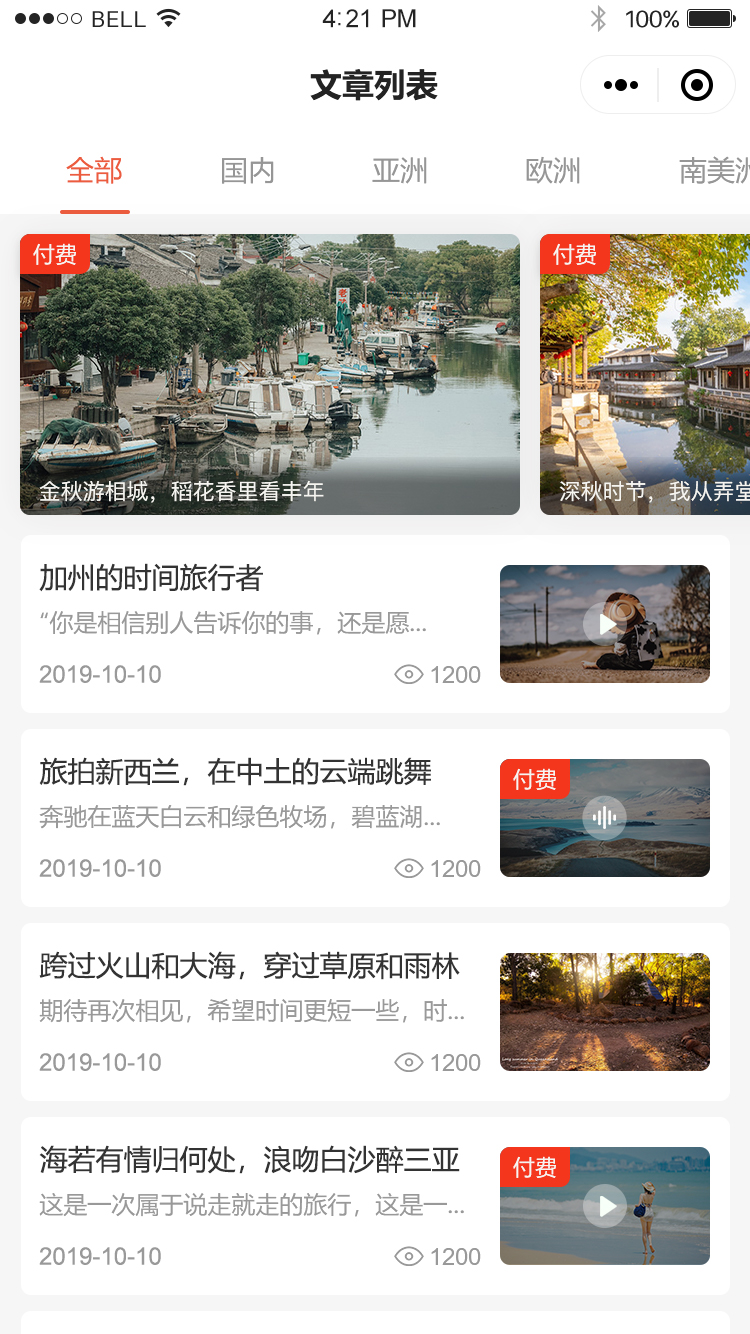 BELL
4:21 PM
100%
文章列表
全部
国内
亚洲
欧洲
南美洲
付费
付费
金秋游相城，稻花香里看丰年
深秋时节，我从弄堂
加州的时间旅行者
“你是相信别人告诉你的事，还是愿...
2019-10-10
1200
旅拍新西兰，在中土的云端跳舞
付费
奔驰在蓝天白云和绿色牧场，碧蓝湖...
2019-10-10
1200
跨过火山和大海，穿过草原和雨林
期待再次相见，希望时间更短一些，时...
2019-10-10
1200
海若有情归何处，浪吻白沙醉三亚
付费
这是一次属于说走就走的旅行，这是一...
2019-10-10
1200